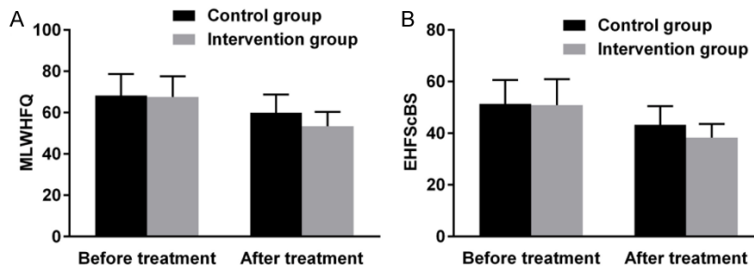 A
Control group
Intervention group
MLWHFQ
100
80
60
40
20
0
Before treatment
After treatment
B
Control group
Intervention group
EHFScBS
80
60
40
20
0
Before treatment
After treatment